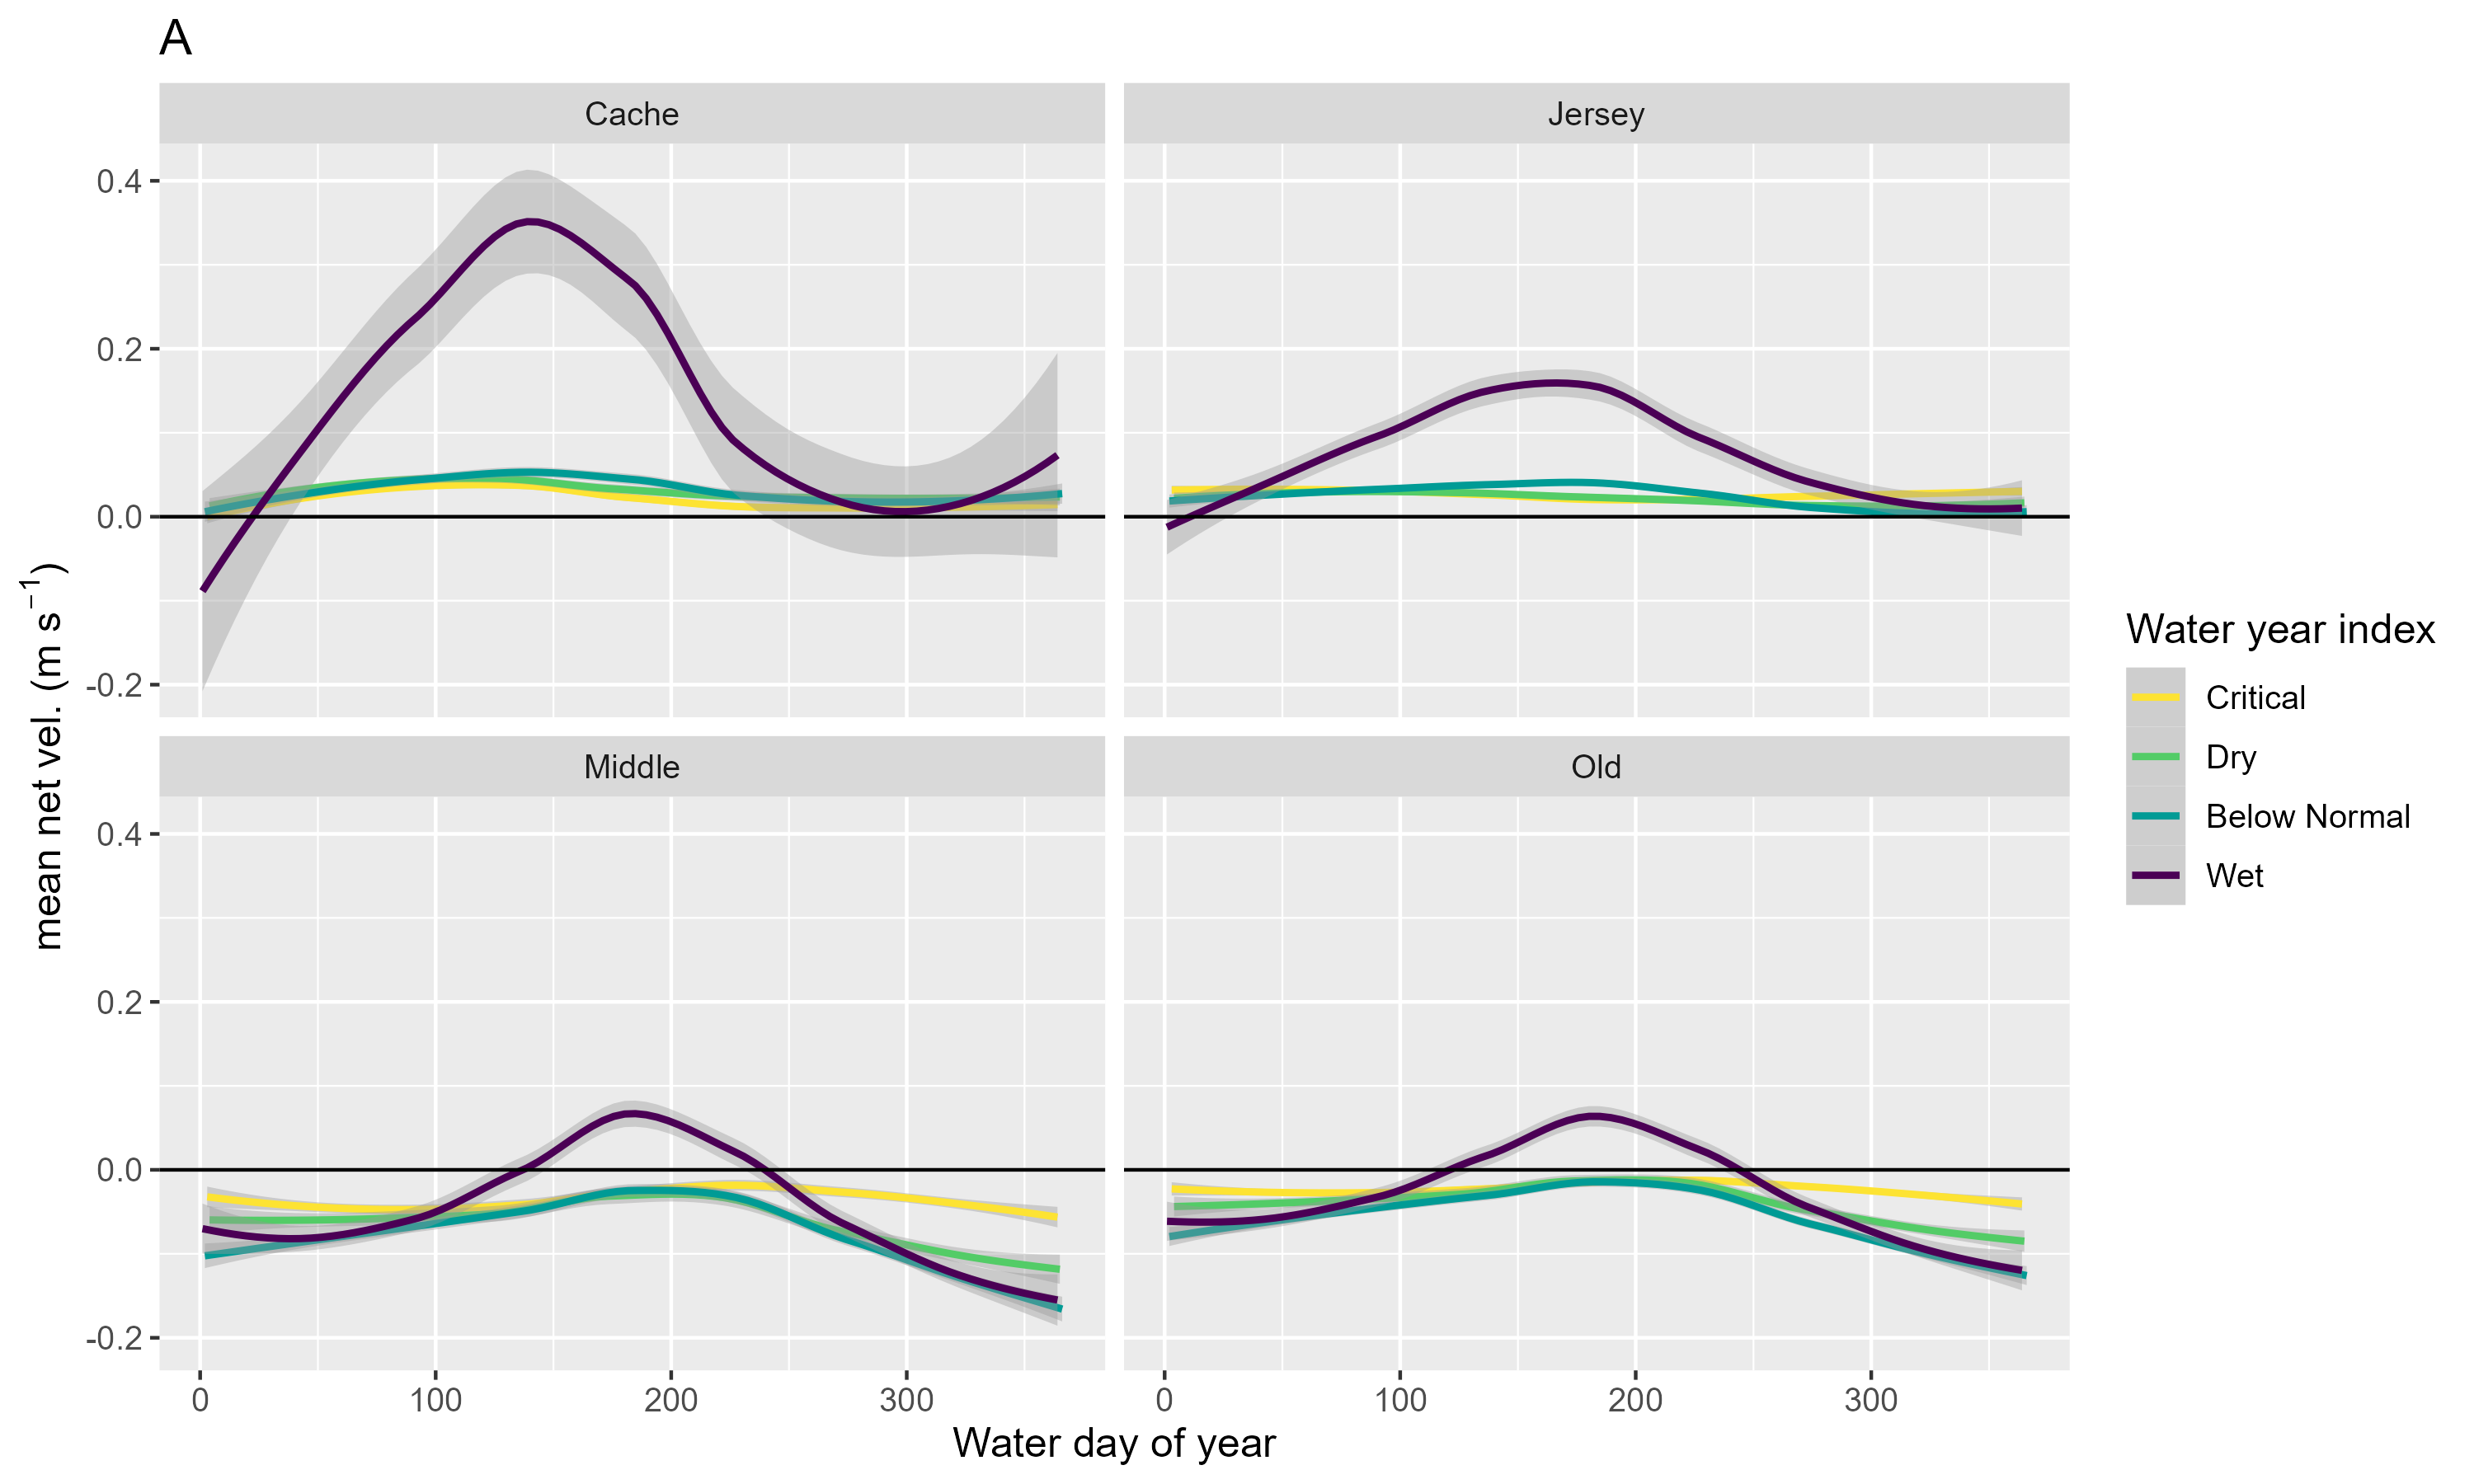 A
Cache
Jersey
0.4
0.2
0.0
-0.2
Middle
Old
0.4
0.2
0.0
-0.2
0 100 200 300
0 100 200 300
Water day of year
mean net vel. (m s⁻¹)
Water year index
Critical
Dry
Below Normal
Wet